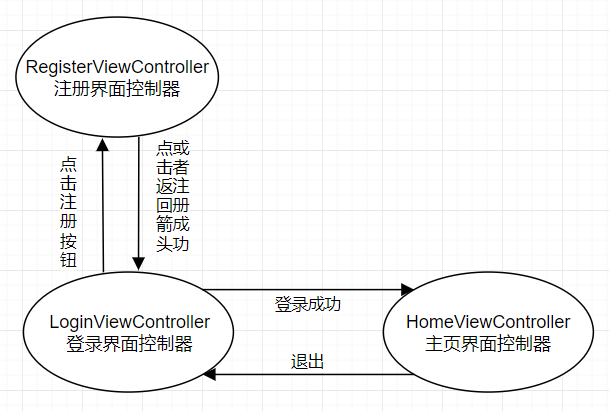 RegisterViewController
注册界面控制器
点击注册按钮
点击返回箭头
或者注册成功
LoginViewController
登录界面控制器
登录成功
HomeViewController
主页界面控制器
退出